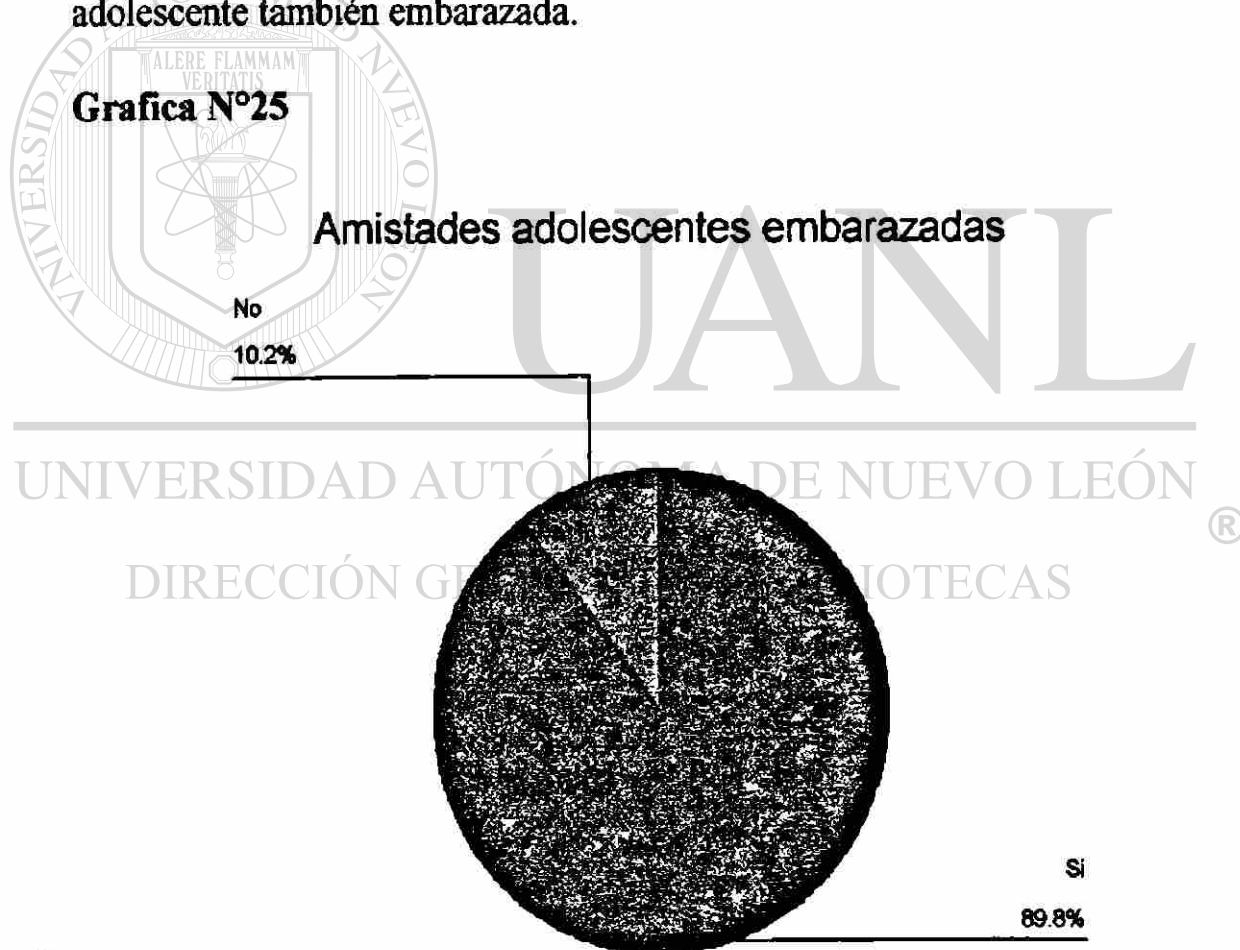 adolescente también embarazada.
ALERE FLAMMAM
VERITATIS
Grafica N°25
Amistades adolescentes embarazadas
UANL
No
10.2%
UNIVERSIDAD AUTÓNOMA DE NUEVO LEÓN
®
DIRECCIÓN GE IOTECAS
Si
89.8%